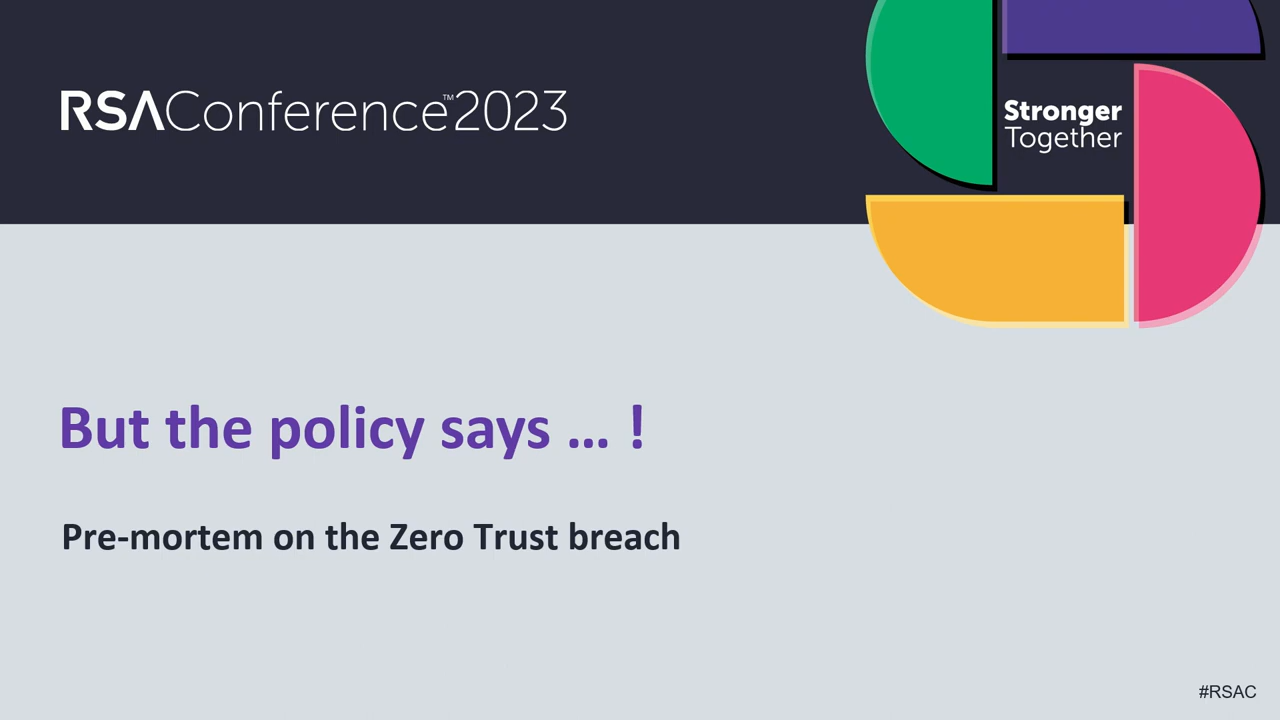 RSAConference™2023
Stronger
Together
But the policy says … !
Pre-mortem on the Zero Trust breach
#RSAC